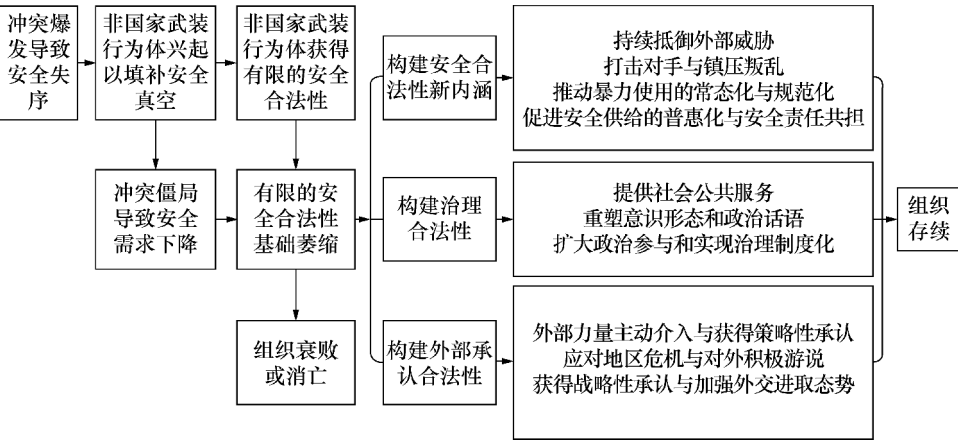 冲突爆
发导致
安全失
序
非国家武装
行为体兴起
以填补安全
真空
非国家武装
行为体获得
有限的安全
合法性
冲突僵局
导致安全
需求下降
有限的安
全合法性
基础萎缩
组织衰败
或消亡
构建安全合
法性新内涵
持续抵御外部威胁
打击对手与镇压叛乱
推动暴力使用的常态化与规范化
促进安全供给的普惠化与安全责任共担
构建治理
合法性
提供社会公共服务
重塑意识形态和政治话语
扩大政治参与和实现治理制度化
构建外部承
认合法性
外部力量主动介入与获得策略性承认
应对地区危机与对外积极游说
获得战略性承认与加强外交进取态势
组织
存续